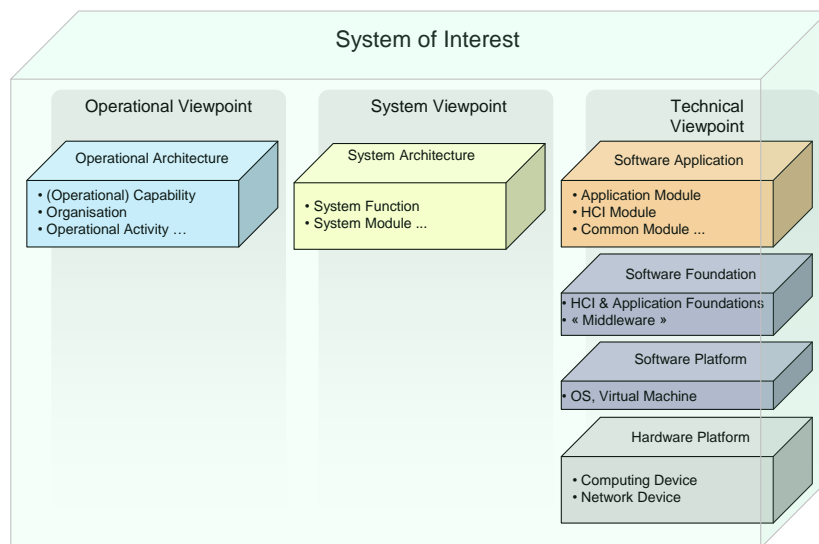 System of Interest
Operational Viewpoint
System Viewpoint
Technical
Viewpoint
Operational Architecture
• (Operational) Capability
• Organisation
• Operational Activity …
System Architecture
• System Function
• System Module ...
Software Application
• Application Module
• HCI Module
• Common Module ...
Software Foundation
• HCI & Application Foundations
• « Middleware »
Software Platform
• OS, Virtual Machine
Hardware Platform
• Computing Device
• Network Device